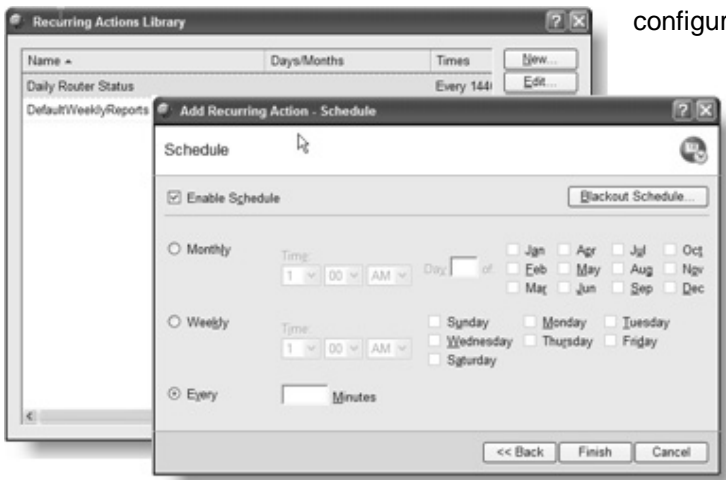 configur
Recurring Actions Library
Name Days/Months Times New...
Daily Router Status Every 144 Edit...
DefaultWeeklyReports
Add Recurring Action - Schedule
Schedule
Enable Schedule Blackout Schedule...
Monthly Time: 1 00 AM Day of:
Jan Apr Jul Oct
Feb May Aug Nov
Mar Jun Sep Dec
Weekly Time: 1 00 AM
Sunday Monday Tuesday
Wednesday Thursday Friday
Saturday
Every Minutes
<< Back Finish Cancel